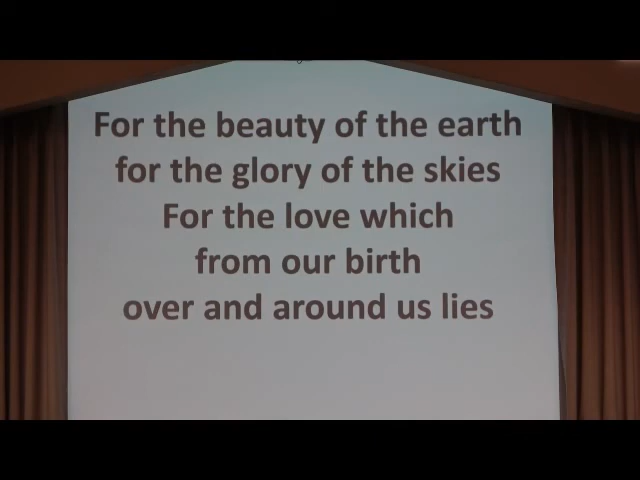 For the beauty of the earth
for the glory of the skies
For the love which
from our birth
over and around us lies